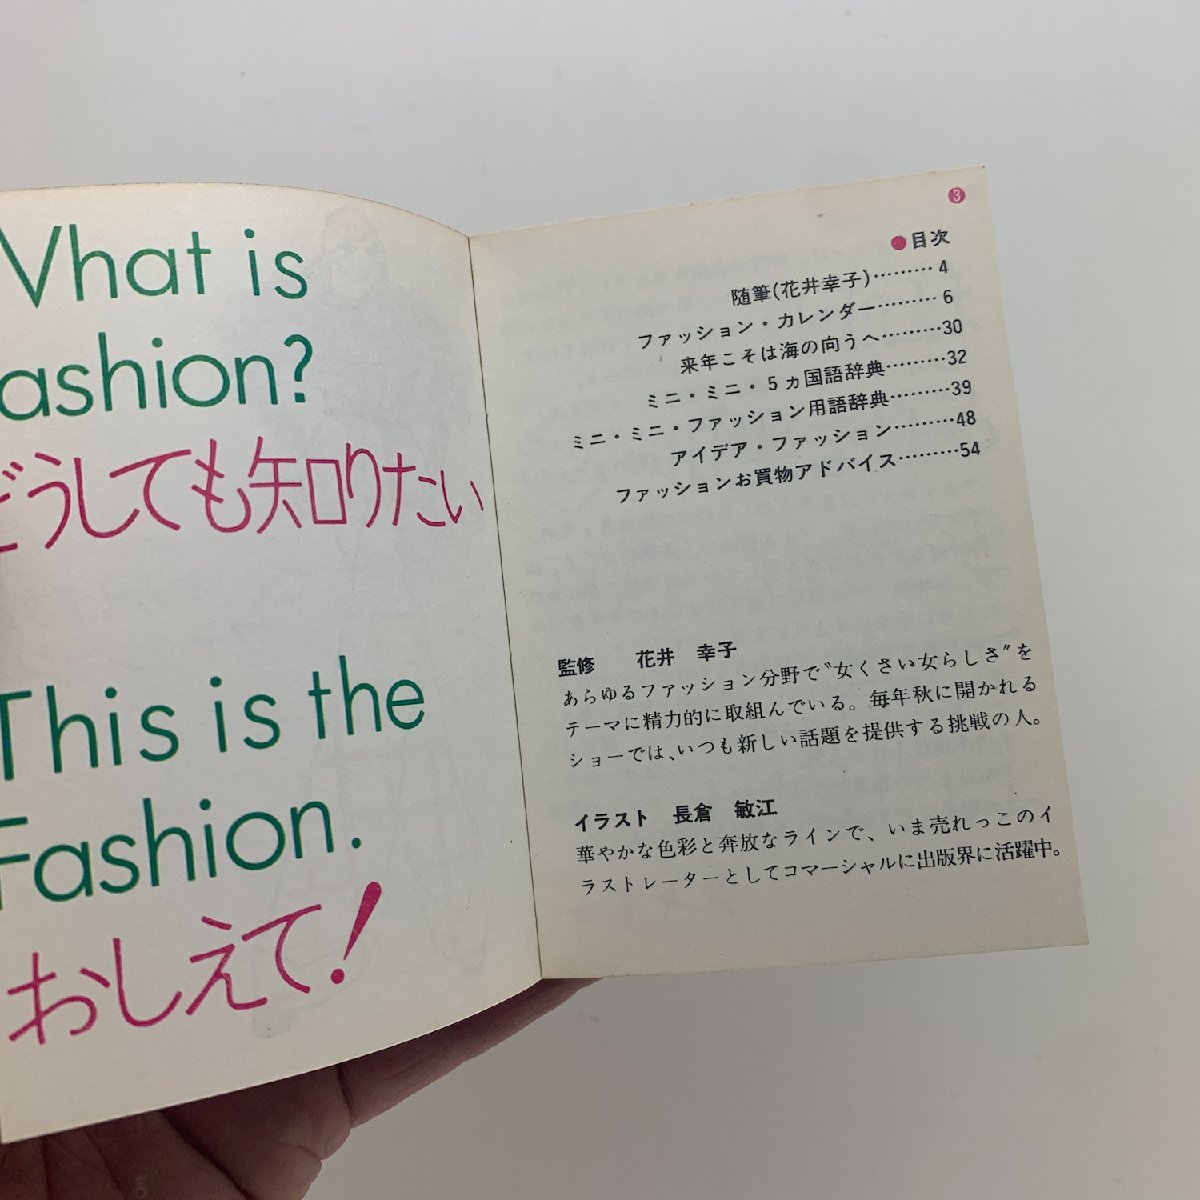 What is
Fashion?
どうしても知りたい
This is the
Fashion.
おしえて!
3
●目次
随筆(花井幸子)………4
ファッション・カレンダー………6
来年こそは海の向うへ………30
ミニ・ミニ・5ヵ国語辞典………32
ミニ・ミニ・ファッション用語辞典………39
アイデア・ファッション………48
ファッションお買物アドバイス………54
監修 花井 幸子
あらゆるファッション分野で〝女くさい女らしさ〟を
テーマに精力的に取組んでいる。毎年秋に開かれる
ショーでは、いつも新しい話題を提供する挑戦の人。
イラスト 長倉 敏江
華やかな色彩と奔放なラインで、いま売れっこのイ
ラストレーターとしてコマーシャルに出版界に活躍中。